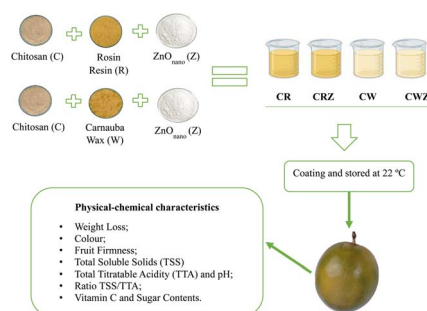 Chitosan (C)
Rosin
Resin (R)
ZnOnano (Z)
Chitosan (C)
Carnauba
Wax (W)
ZnOnano (Z)
CR CRZ CW CWZ
Coating and stored at 22 ºC
Physical-chemical characteristics
• Weight Loss;
• Colour;
• Fruit Firmness;
• Total Soluble Solids (TSS)
• Total Titratable Acidity (TTA) and pH;
• Ratio TSS/TTA;
• Vitamin C and Sugar Contents.